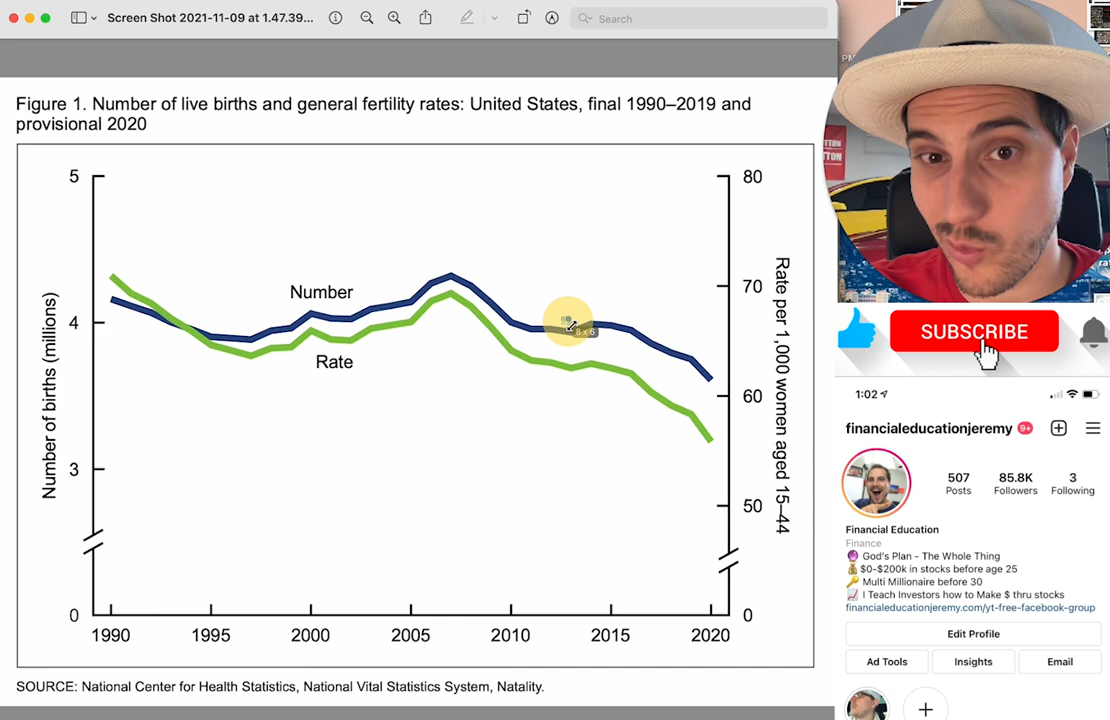 Screen Shot 2021-11-09 at 1.47.39...
Search
Figure 1. Number of live births and general fertility rates: United States, final 1990–2019 and
provisional 2020
5
4
3
0
Number of births (millions)
Number
Rate
8 x 6
80
70
60
50
0
Rate per 1,000 women aged 15–44
1990
1995
2000
2005
2010
2015
2020
SOURCE: National Center for Health Statistics, National Vital Statistics System, Natality.
SUBSCRIBE
1:02
financialeducationjeremy 9+
507 85.8K 3
Posts Followers Following
Financial Education
Finance
🔮 God's Plan - The Whole Thing
💰 $0-$200k in stocks before age 25
🔑 Multi Millionaire before 30
📈 I Teach Investors how to Make $ thru stocks
financialeducationjeremy.com/yt-free-facebook-group
Edit Profile
Ad Tools Insights Email